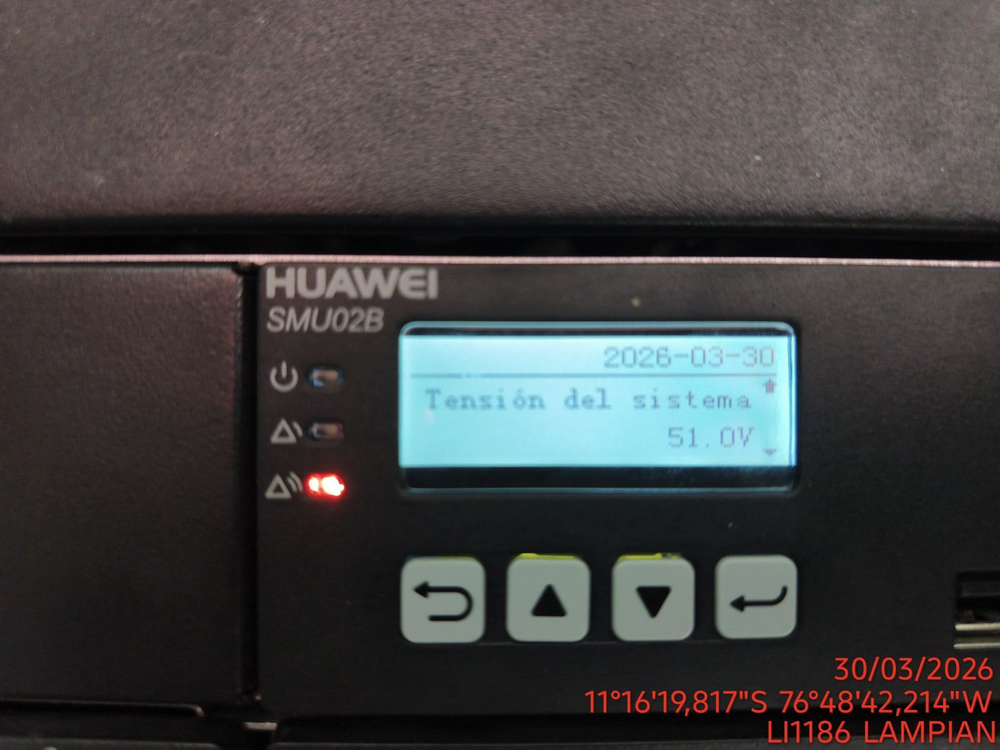 HUAWEI
SMU02B
2026-03-30
Tensión del sistema
51.0V
30/03/2026
11°16'19,817"S 76°48'42,214"W
LI1186 LAMPIAN